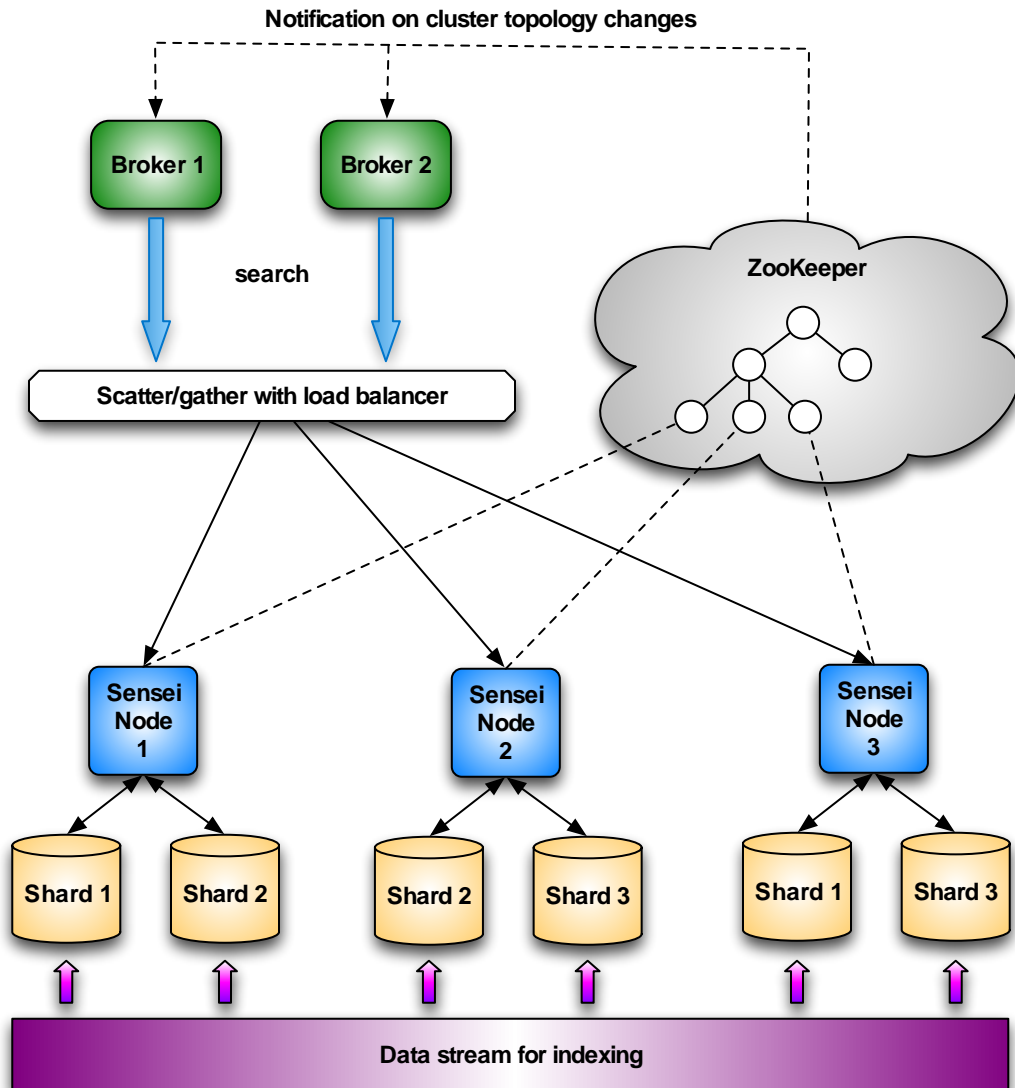 Notification on cluster topology changes
Broker 1
Broker 2
search
ZooKeeper
Scatter/gather with load balancer
Sensei
Node
1
Sensei
Node
2
Sensei
Node
3
Shard 1
Shard 2
Shard 2
Shard 3
Shard 1
Shard 3
Data stream for indexing